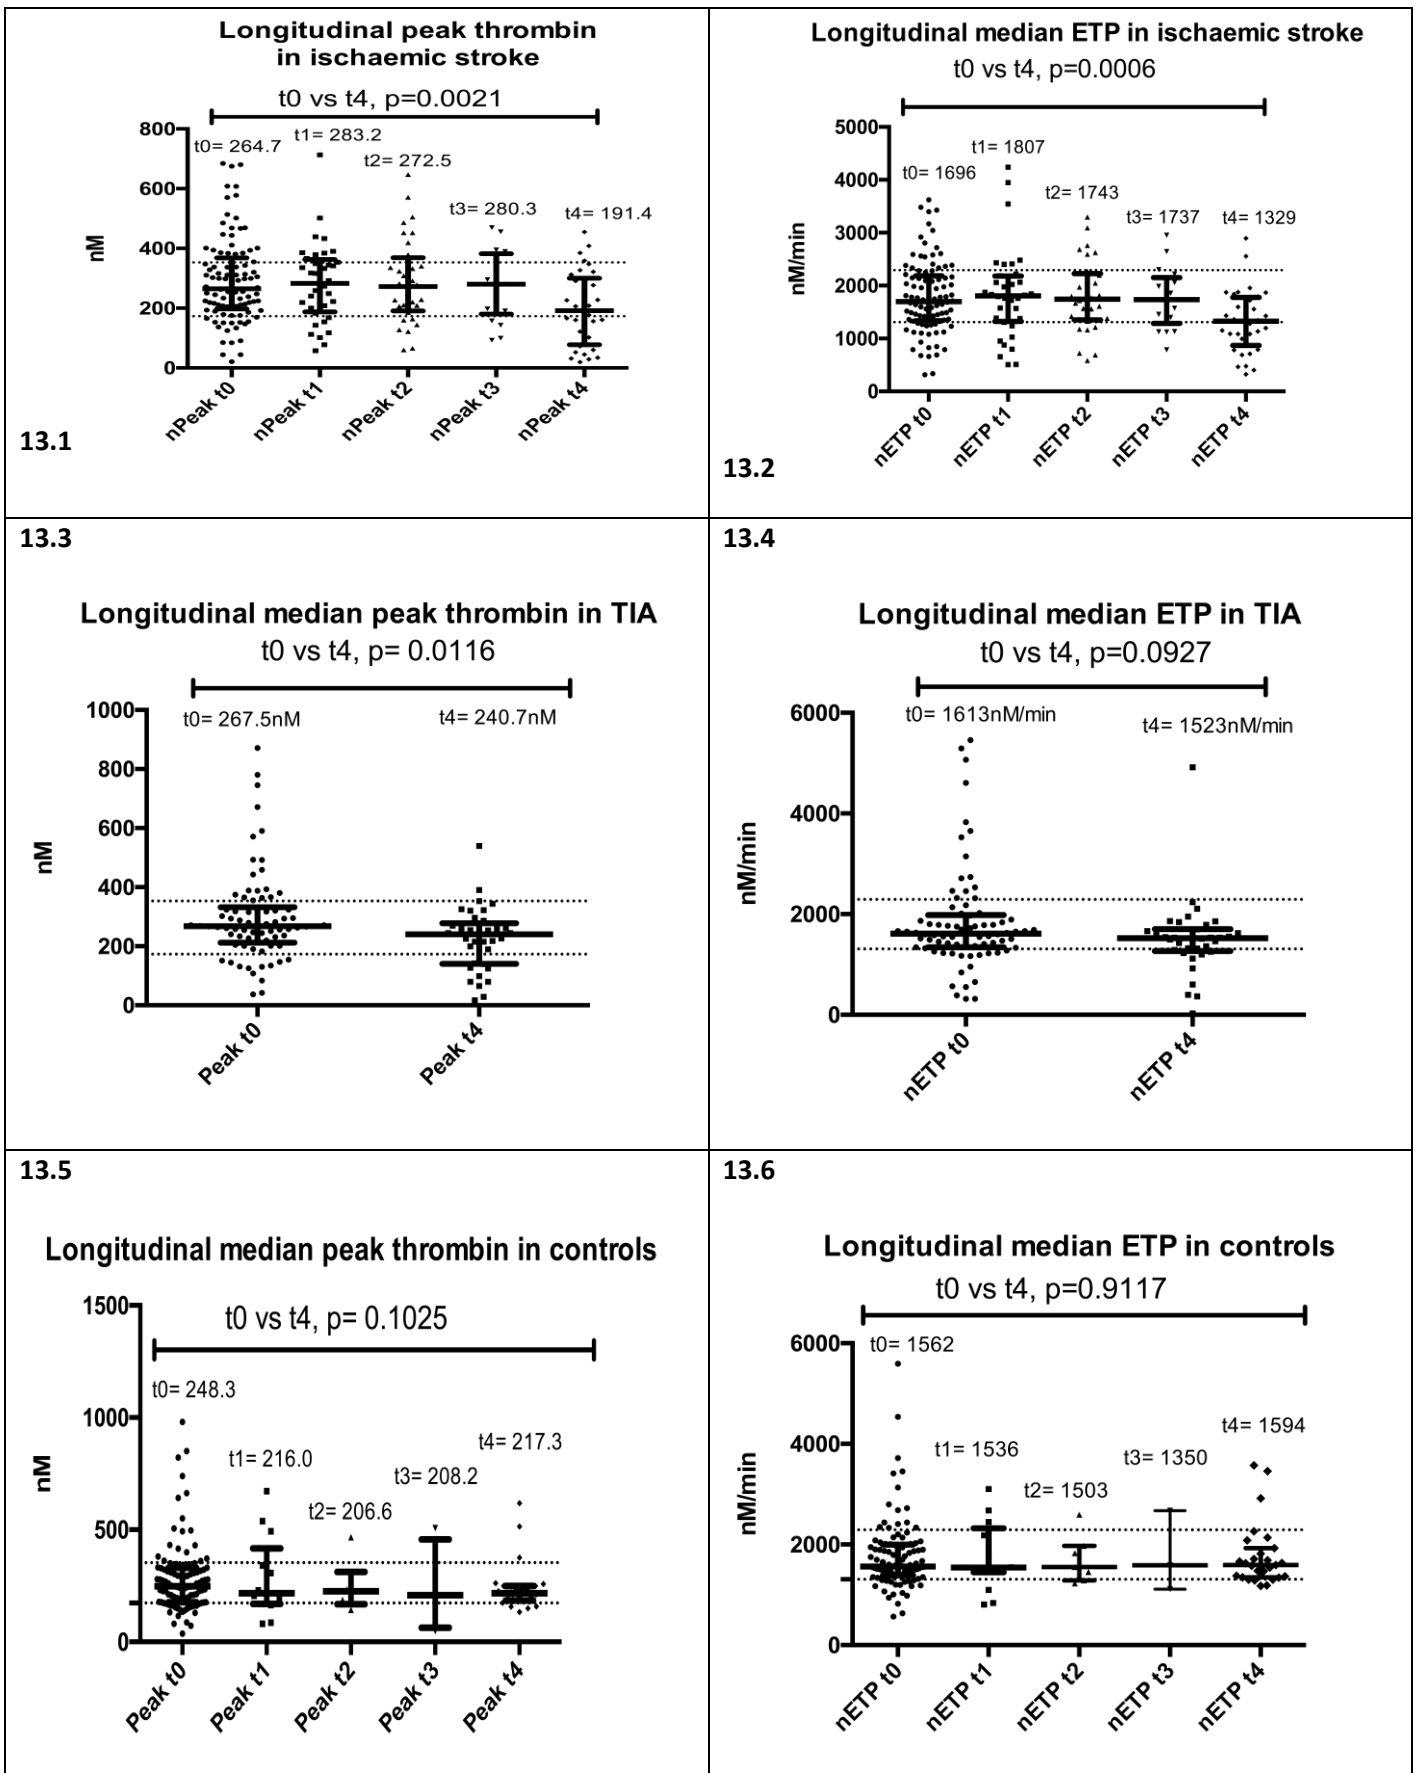 Longitudinal peak thrombin
in ischaemic stroke
t0 vs t4, p=0.0021
800
600
400
200
0
nM
t0= 264.7
t1= 283.2
t2= 272.5
t3= 280.3
t4= 191.4
nPeak t0
nPeak t1
nPeak t2
nPeak t3
nPeak t4
13.1
Longitudinal median ETP in ischaemic stroke
t0 vs t4, p=0.0006
5000
4000
3000
2000
1000
0
nM/min
t0= 1696
t1= 1807
t2= 1743
t3= 1737
t4= 1329
nETP t0
nETP t1
nETP t2
nETP t3
nETP t4
13.2
13.3
Longitudinal median peak thrombin in TIA
t0 vs t4, p= 0.0116
1000
800
600
400
200
0
nM
t0= 267.5nM
t4= 240.7nM
Peak t0
Peak t4
13.4
Longitudinal median ETP in TIA
t0 vs t4, p=0.0927
6000
4000
2000
0
nM/min
t0= 1613nM/min
t4= 1523nM/min
nETP t0
nETP t4
13.5
Longitudinal median peak thrombin in controls
t0 vs t4, p= 0.1025
1500
1000
500
0
nM
t0= 248.3
t1= 216.0
t2= 206.6
t3= 208.2
t4= 217.3
Peak t0
Peak t1
Peak t2
Peak t3
Peak t4
13.6
Longitudinal median ETP in controls
t0 vs t4, p=0.9117
6000
4000
2000
0
nM/min
t0= 1562
t1= 1536
t2= 1503
t3= 1350
t4= 1594
nETP t0
nETP t1
nETP t2
nETP t3
nETP t4